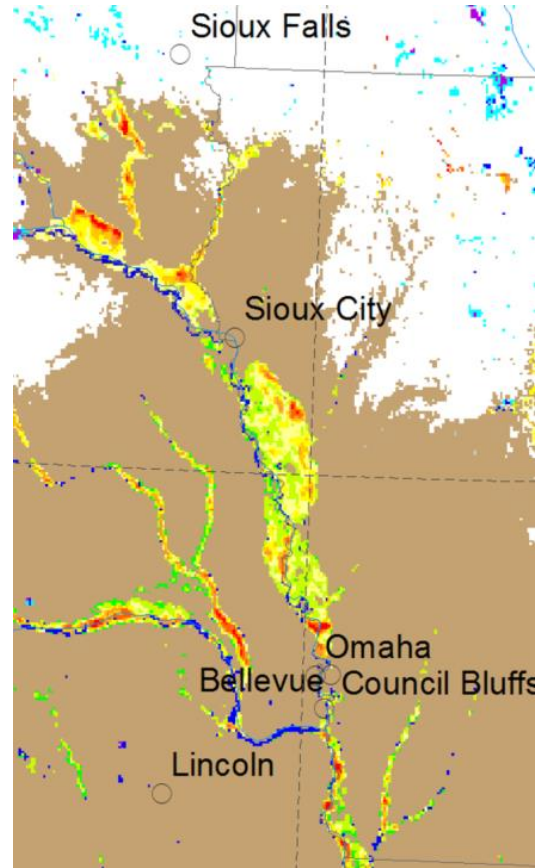 Sioux Falls
Sioux City
Omaha
Bellevue
Council Bluffs
Lincoln